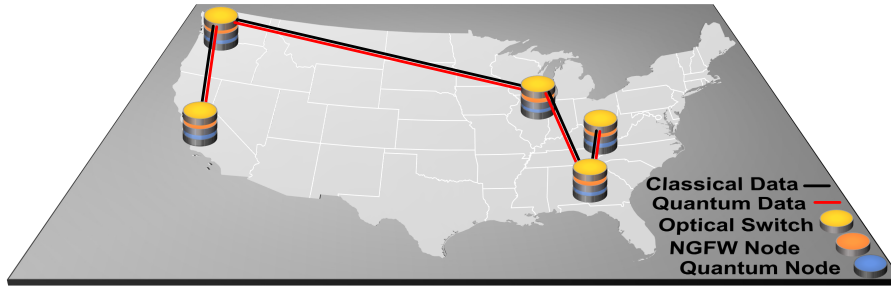 Classical Data
Quantum Data
Optical Switch
NGFW Node
Quantum Node